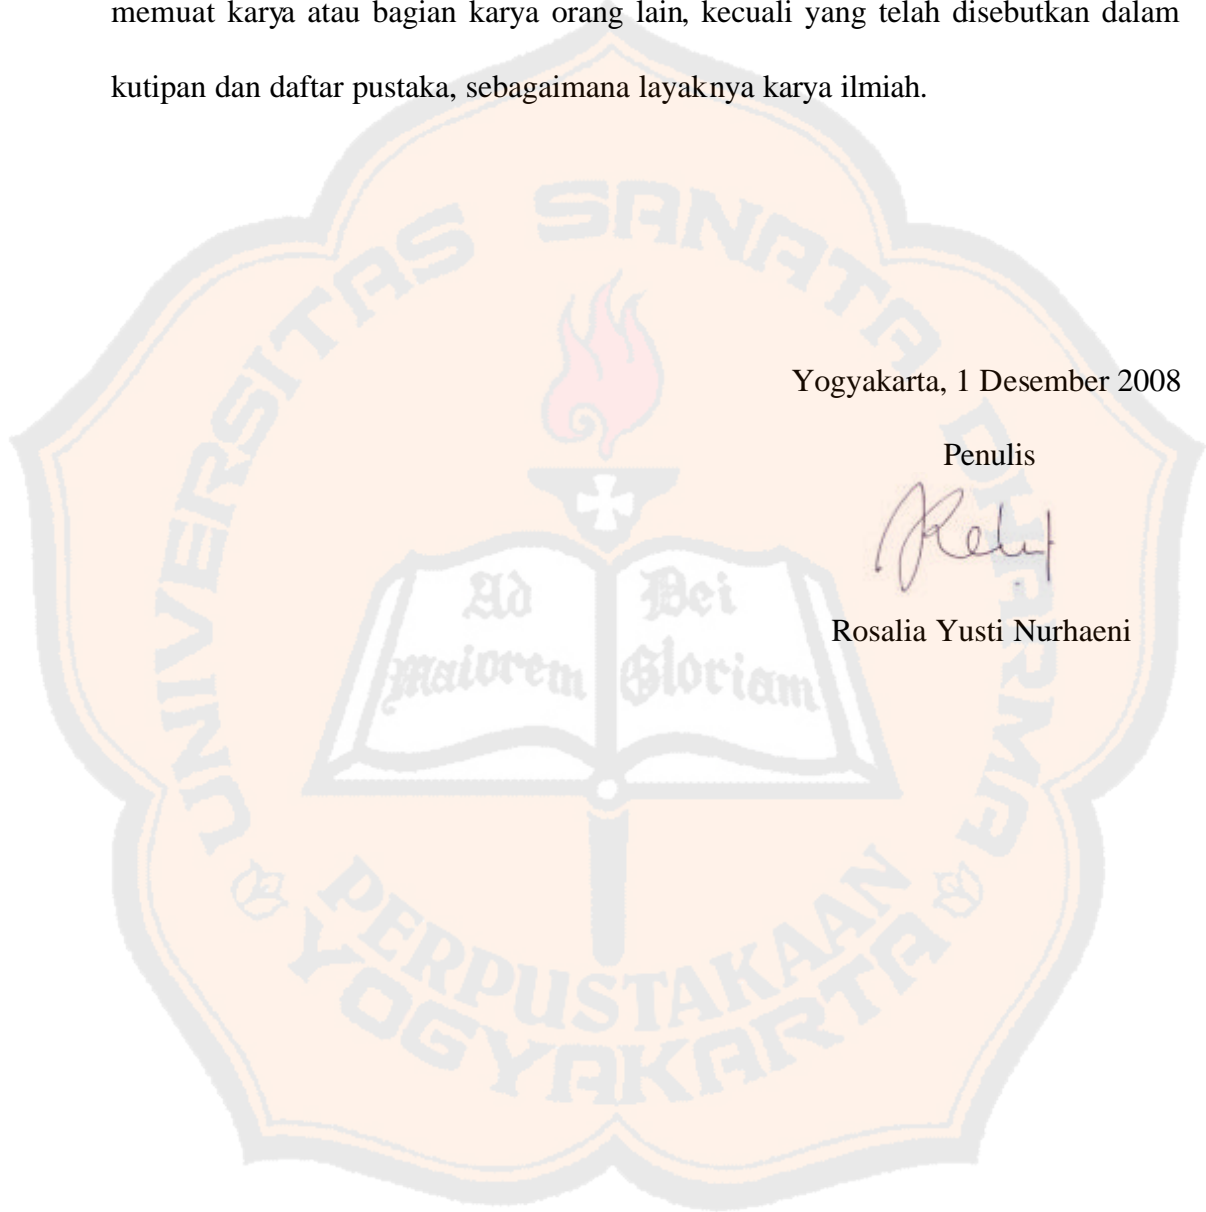 memuat karya atau bagian karya orang lain, kecuali yang telah disebutkan dalam
kutipan dan daftar pustaka, sebagaimana layaknya karya ilmiah.
UNIVERSITAS SANATA DHARMA
Yogyakarta, 1 Desember 2008
Penulis
Rosalia Yusti Nurhaeni
Ad
maiorem
Dei
Gloriam
PERPUSTAKAAN
YOGYAKARTA